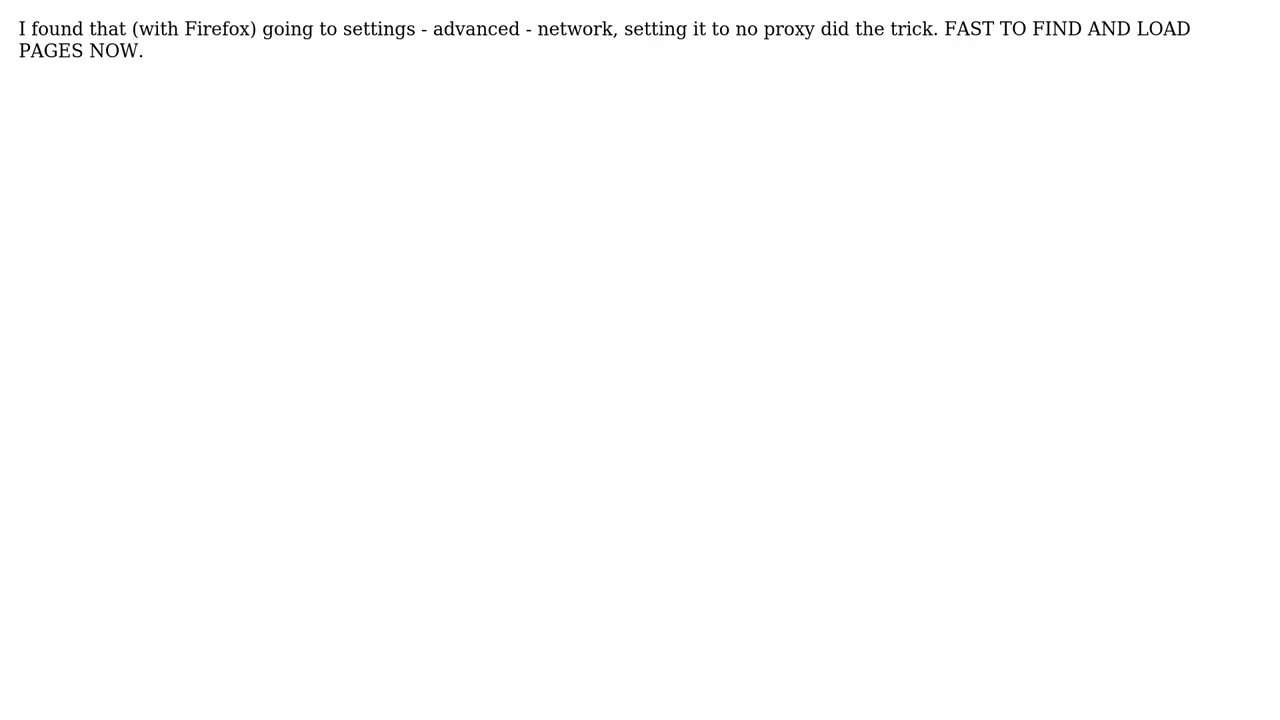 I found that (with Firefox) going to settings - advanced - network, setting it to no proxy did the trick. FAST TO FIND AND LOAD
PAGES NOW.